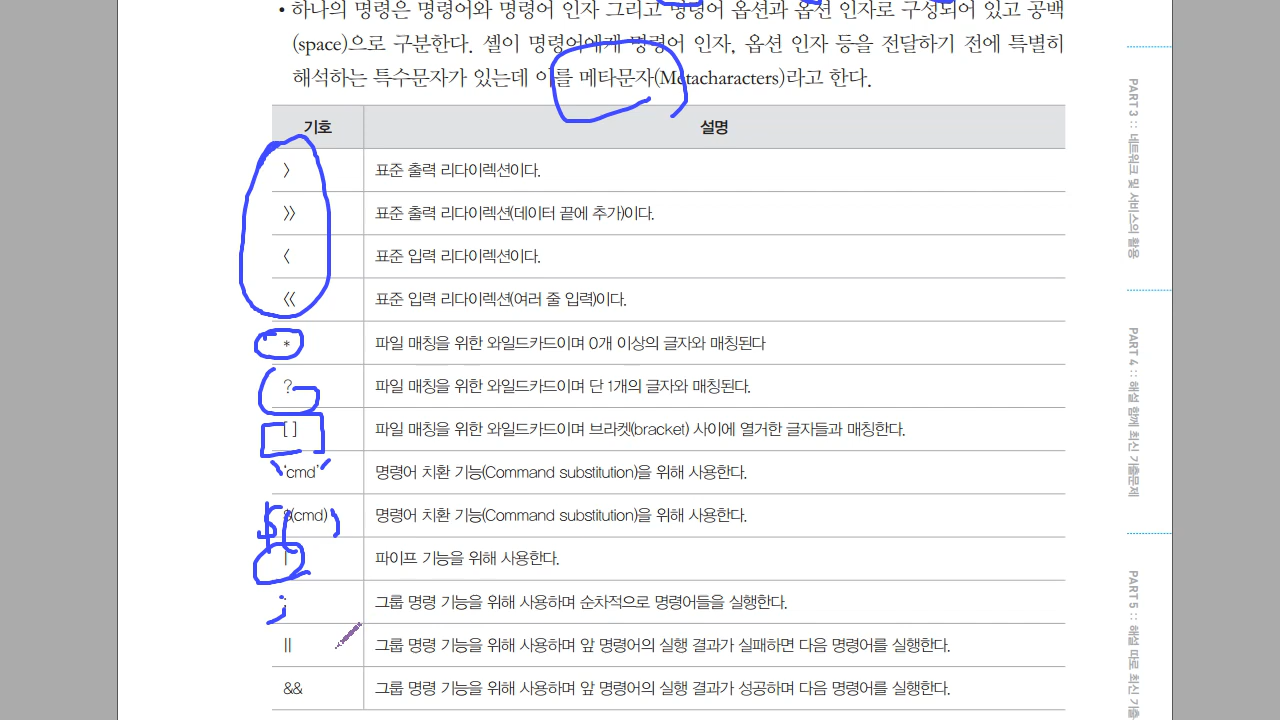 • 하나의 명령은 명령어와 명령어 인자 그리고 명령어 옵션과 옵션 인자로 구성되어 있고 공백
(space)으로 구분한다. 셸이 명령어에게 명령어 인자, 옵션 인자 등을 전달하기 전에 특별히
해석하는 특수문자가 있는데 이를 메타문자(Metacharacters)라고 한다.
기호 설명
> 표준 출력 리다이렉션이다.
>> 표준 출력 리다이렉션(데이터 끝에 추가)이다.
< 표준 입력 리다이렉션이다.
<< 표준 입력 리다이렉션(여러 줄 입력)이다.
* 파일 매칭을 위한 와일드카드이며 0개 이상의 글자와 매칭된다
? 파일 매칭을 위한 와일드카드이며 단 1개의 글자와 매칭된다.
[ ] 파일 매칭을 위한 와일드카드이며 브라켓(bracket) 사이에 열거한 글자들과 매칭한다.
‘cmd’ 명령어 치환 기능(Command substitution)을 위해 사용한다.
$(cmd) 명령어 치환 기능(Command substitution)을 위해 사용한다.
| 파이프 기능을 위해 사용한다.
; 그룹 명령 기능을 위해 사용하며 순차적으로 명령어들을 실행한다.
|| 그룹 명령 기능을 위해 사용하며 앞 명령어의 실행 결과가 실패하면 다음 명령어를 실행한다.
&& 그룹 명령 기능을 위해 사용하며 앞 명령어의 실행 결과가 성공하며 다음 명령어를 실행한다.
PART 3 :: 네트워크 및 서비스의 활용
PART 4 :: 해설 함께 최신 기출문제
PART 5 :: 해설 따로 최신 기출